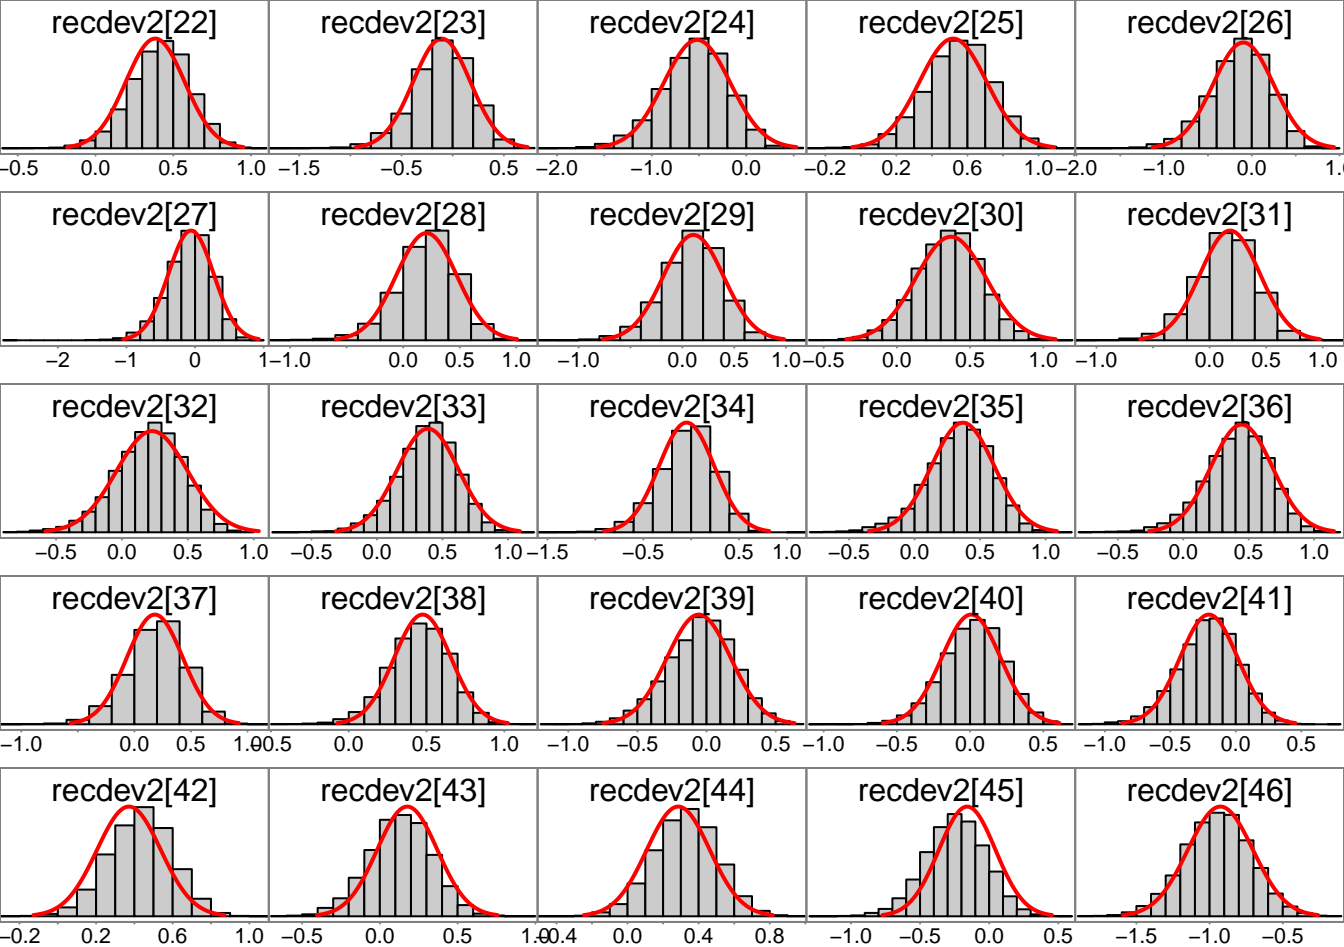 recdev2[22] recdev2[23] recdev2[24] recdev2[25] recdev2[26]
−0.5 0.0 0.5 1.0 −1.5 −0.5 0.5 −2.0 −1.0 0.0 −0.2 0.2 0.6 1.0 −2.0 −1.0 0.0 1.0
recdev2[27] recdev2[28] recdev2[29] recdev2[30] recdev2[31]
−2 −1 0 1 −1.0 0.0 0.5 1.0 −1.0 0.0 1.0 −0.5 0.0 0.5 1.0 −1.0 0.0 0.5 1.0
recdev2[32] recdev2[33] recdev2[34] recdev2[35] recdev2[36]
−0.5 0.0 0.5 1.0 −0.5 0.0 0.5 1.0 −1.5 −0.5 0.5 1.0 −0.5 0.0 0.5 1.0 −0.5 0.0 0.5 1.0
recdev2[37] recdev2[38] recdev2[39] recdev2[40] recdev2[41]
−1.0 0.0 0.5 1.0 0.0 0.5 1.0 −1.0 −0.5 0.0 0.5 −1.0 −0.5 0.0 0.5 −1.0 −0.5 0.0 0.5
recdev2[42] recdev2[43] recdev2[44] recdev2[45] recdev2[46]
−0.2 0.2 0.6 1.0 −0.5 0.0 0.5 0.0 0.4 0.8 −1.0 −0.5 0.0 0.5 −1.5 −1.0 −0.5